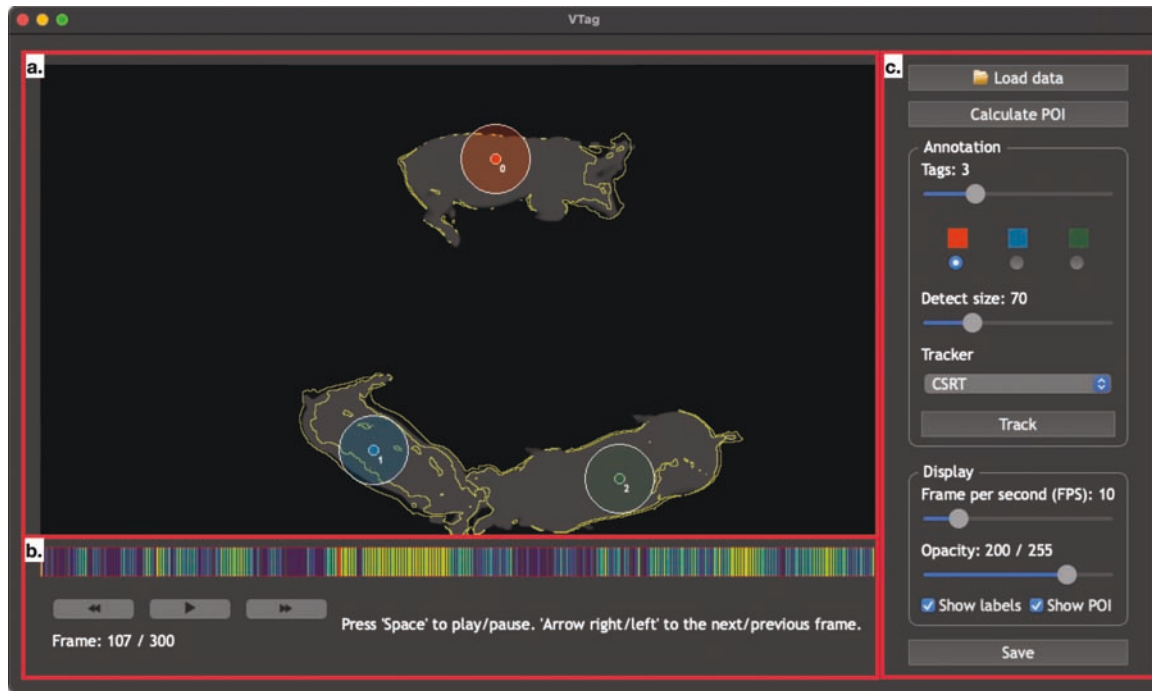 VTag
a.
0
1
2
b.
Frame: 107 / 300
Press 'Space' to play/pause. 'Arrow right/left' to the next/previous frame.
c.
Load data
Calculate POI
Annotation
Tags: 3
Detect size: 70
Tracker
CSRT
Track
Display
Frame per second (FPS): 10
Opacity: 200 / 255
Show labels Show POI
Save